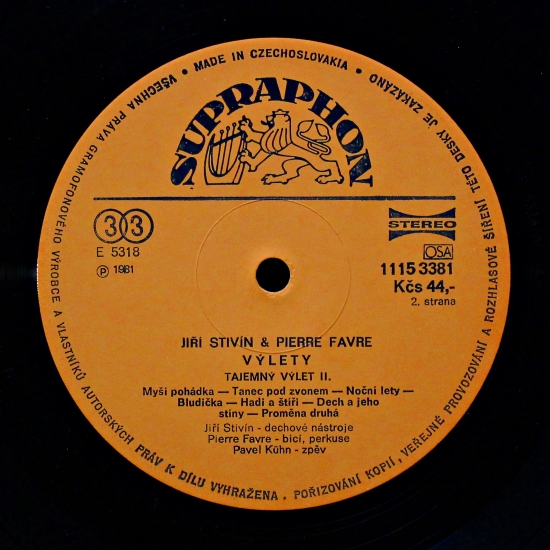 MADE IN CZECHOSLOVAKIA
VŠECHNA PRÁVA GRAMOFONOVÉHO VÝROBCE A VLASTNÍKŮ AUTORSKÝCH PRÁV K DÍLU VYHRAŽENA. POŘIZOVÁNÍ KOPIÍ, VEŘEJNÉ PROVOZOVÁNÍ A ROZHLASOVÉ ŠÍŘENÍ TÉTO DESKY JE ZAKÁZÁNO
SUPRAPHON
33
STEREO
E 5318
OSA
Ⓟ 1981
1115 3381
Kčs 44,-
2. strana
JIŘÍ STIVÍN & PIERRE FAVRE
VÝLETY
TAJEMNÝ VÝLET II.
Myší pohádka — Tanec pod zvonem — Noční lety —
Bludička — Hadi a štíři — Dech a jeho
stíny — Proměna druhá
Jiří Stivín - dechové nástroje
Pierre Favre - bicí, perkuse
Pavel Kühn - zpěv